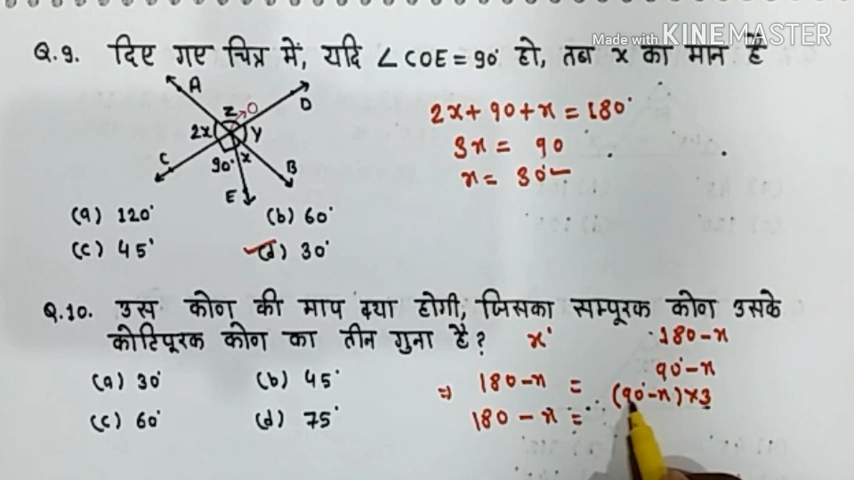 Made with KINEMASTER
Q.9. दिए गए चित्र में, यदि ∠COE = 90° हो, तब x का मान है
A
D
Z O
2x y
C
90° x B
E
2x + 90 + x = 180°
3x = 90
x = 30°
(a) 120° (b) 60°
(c) 45° (d) 30°
Q.10. उस कोण की माप क्या होगी, जिसका सम्पूरक कोण उसके
कोटिपूरक कोण का तीन गुना है? x° 180-x
90°-x
(a) 30° (b) 45° ⇒ 180-x = (90°-x)×3
(c) 60° (d) 75° 180-x =